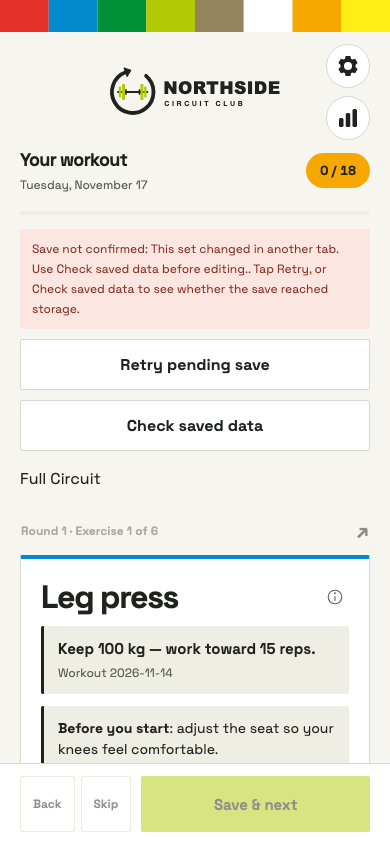 NORTHSIDE
CIRCUIT CLUB
Your workout
Tuesday, November 17
0 / 18
Save not confirmed: This set changed in another tab.
Use Check saved data before editing.. Tap Retry, or
Check saved data to see whether the save reached
storage.
Retry pending save
Check saved data
Full Circuit
Round 1 · Exercise 1 of 6
Leg press
Keep 100 kg — work toward 15 reps.
Workout 2026-11-14
Before you start: adjust the seat so your
knees feel comfortable.
Back
Skip
Save & next